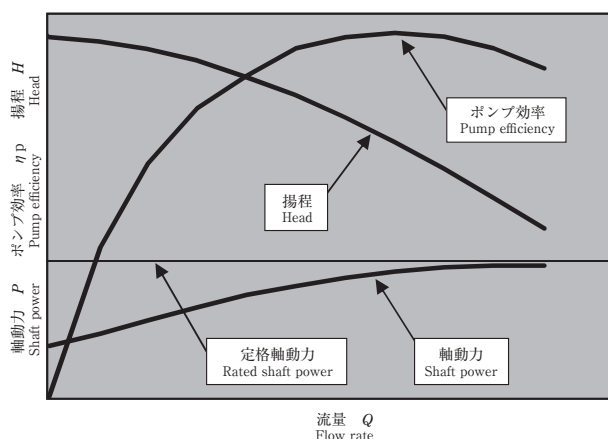 揚程 H
Head
ポンプ効率 ηp
Pump efficiency
軸動力 P
Shaft power
ポンプ効率
Pump efficiency
揚程
Head
定格軸動力
Rated shaft power
軸動力
Shaft power
流量 Q
Flow rate